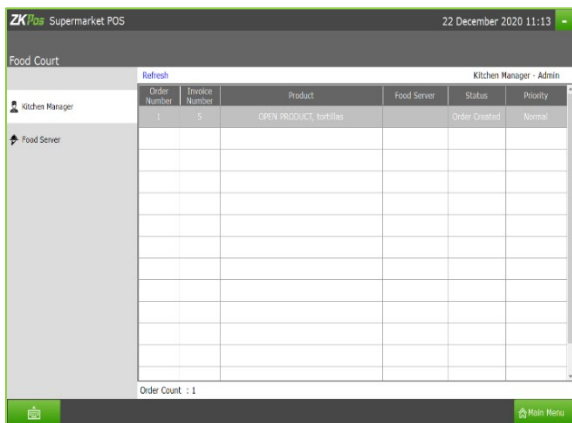 ZKPos Supermarket POS 22 December 2020 11:13 -
Food Court
Refresh Kitchen Manager - Admin
Order Number Invoice Number Product Food Server Status Priority
1 5 OPEN PRODUCT, tortillas Order Created Normal
Kitchen Manager
Food Server
Order Count : 1
Main Menu